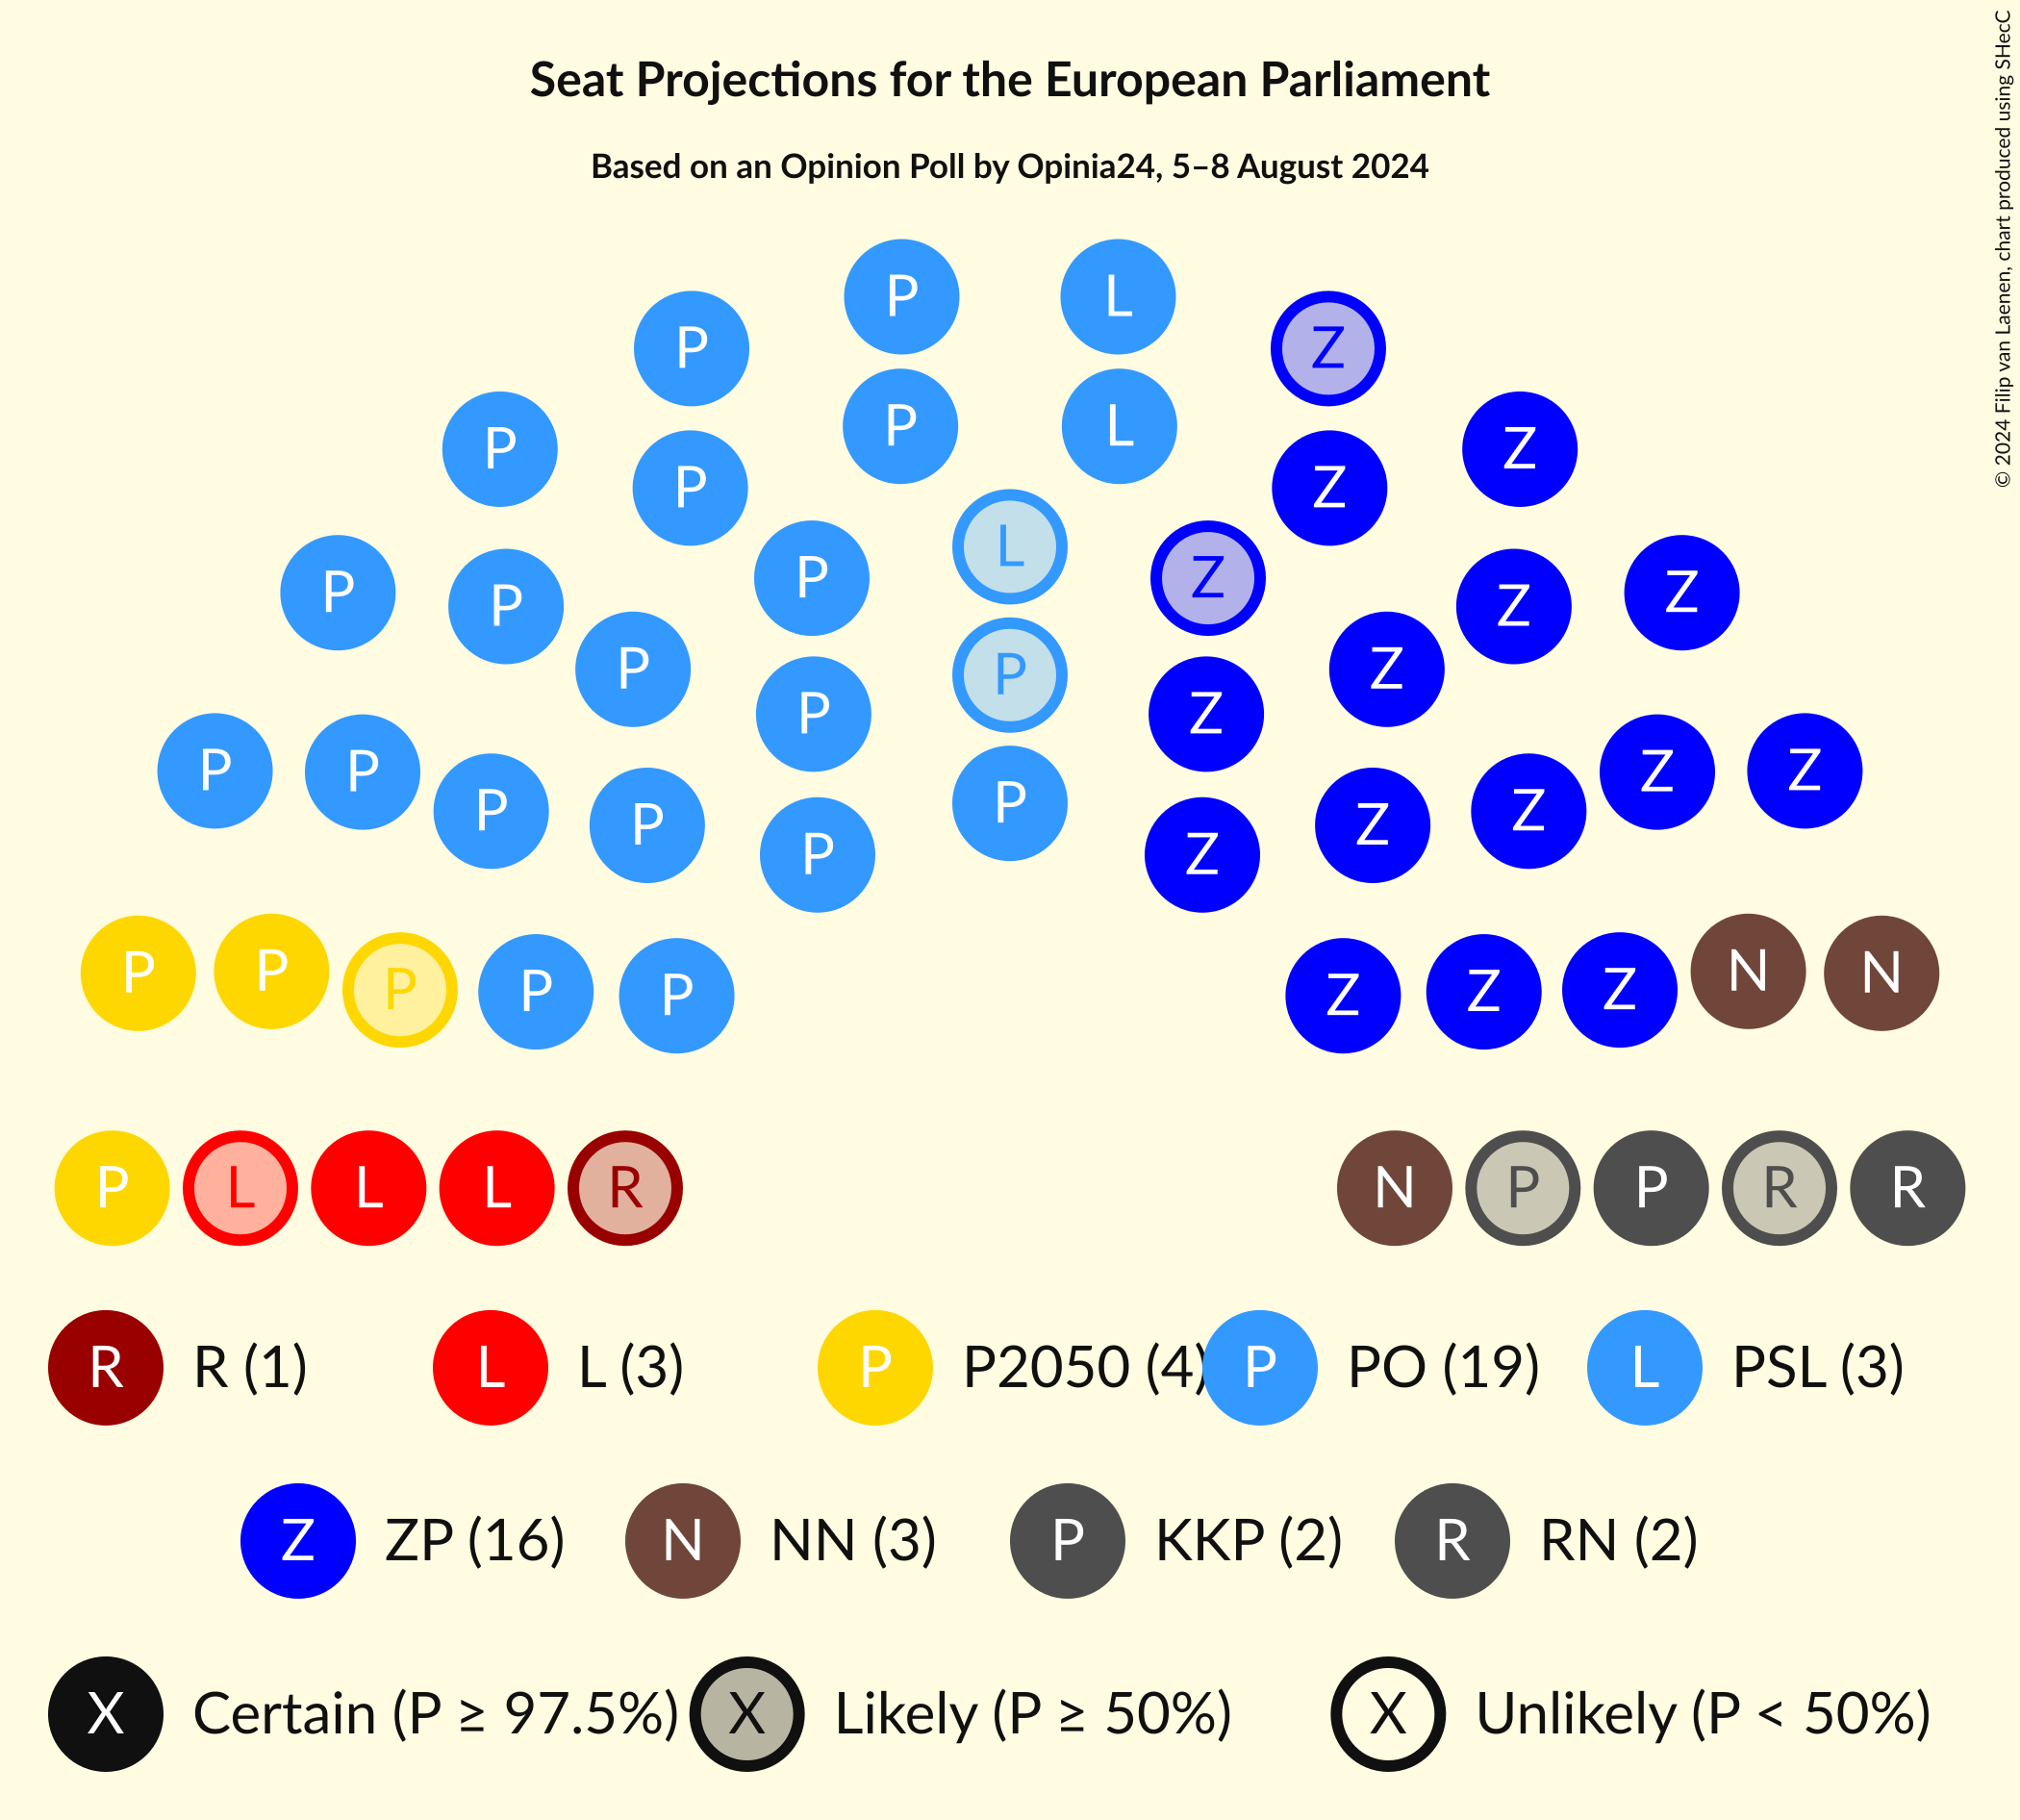 Seat Projections for the European Parliament
Based on an Opinion Poll by Opinia24, 5–8 August 2024
© 2024 Filip van Laenen, chart produced using SHecC
P L
P Z
P L
P Z
P Z
L
P Z
P Z
P Z
P Z
P
P Z
P Z
P P Z Z
P
P Z
P Z
P Z
P P N N
P P P Z Z Z
P L L L R N P P R R
R R (1) L L (3) P P2050 (4) P PO (19) L PSL (3)
Z ZP (16) N NN (3) P KKP (2) R RN (2)
X Certain (P ≥ 97.5%) X Likely (P ≥ 50%) X Unlikely (P < 50%)